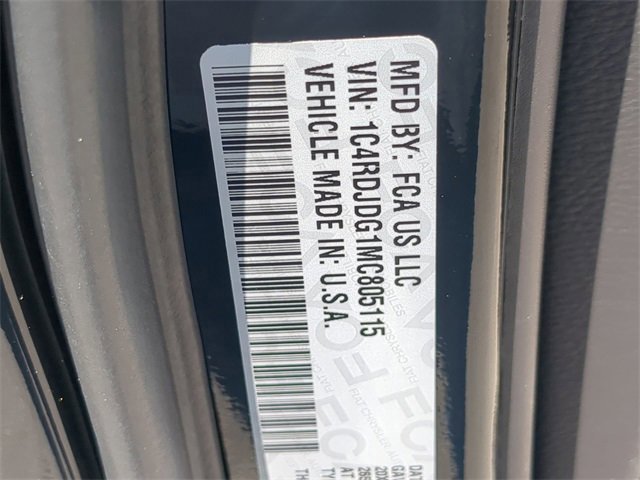 MFD BY: FCA US LLC
VIN: 1C4RDJDG1MC805115
VEHICLE MADE IN: U.S.A.